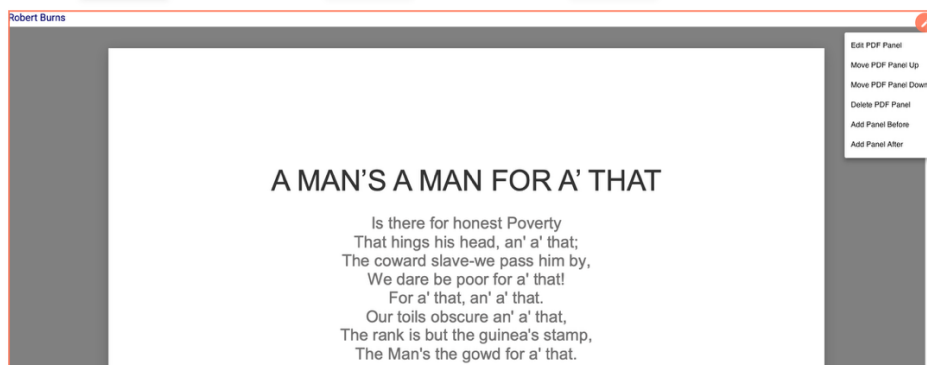 Robert Burns
Edit PDF Panel
Move PDF Panel Up
Move PDF Panel Down
Delete PDF Panel
Add Panel Before
Add Panel After
A MAN’S A MAN FOR A’ THAT
Is there for honest Poverty
That hings his head, an' a' that;
The coward slave-we pass him by,
We dare be poor for a' that!
For a' that, an' a' that.
Our toils obscure an' a' that,
The rank is but the guinea's stamp,
The Man's the gowd for a' that.